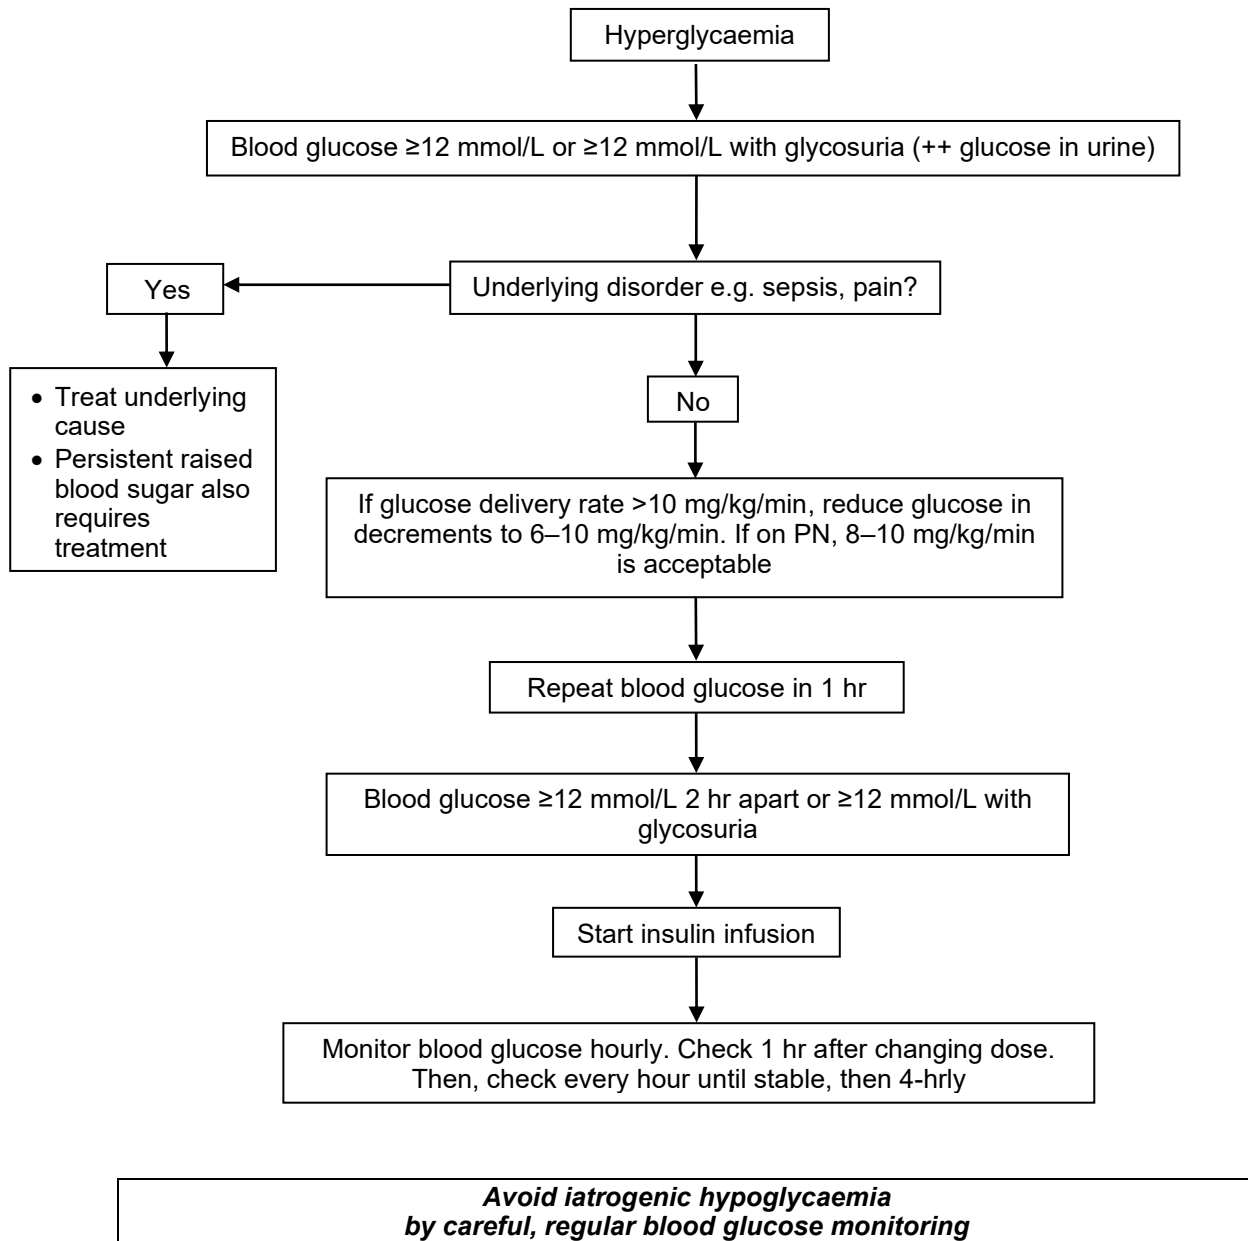 Hyperglycaemia
Blood glucose ≥12 mmol/L or ≥12 mmol/L with glycosuria (++ glucose in urine)
Underlying disorder e.g. sepsis, pain?
Yes
• Treat underlying
cause
• Persistent raised
blood sugar also
requires
treatment
No
If glucose delivery rate >10 mg/kg/min, reduce glucose in
decrements to 6–10 mg/kg/min. If on PN, 8–10 mg/kg/min
is acceptable
Repeat blood glucose in 1 hr
Blood glucose ≥12 mmol/L 2 hr apart or ≥12 mmol/L with
glycosuria
Start insulin infusion
Monitor blood glucose hourly. Check 1 hr after changing dose.
Then, check every hour until stable, then 4-hrly
Avoid iatrogenic hypoglycaemia
by careful, regular blood glucose monitoring